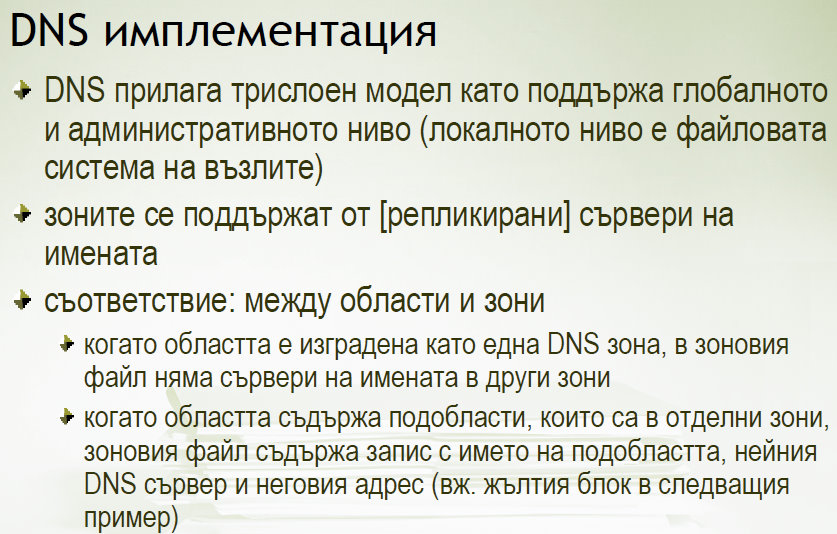 DNS имплементация
DNS прилага трислоен модел като поддържа глобалното
и административното ниво (локалното ниво е файловата
система на възлите)
зоните се поддържат от [репликирани] сървери на
имената
съответствие: между области и зони
когато областта е изградена като една DNS зона, в зоновия
файл няма сървери на имената в други зони
когато областта съдържа подобласти, които са в отделни зони,
зоновия файл съдържа запис с името на подобластта, нейния
DNS сървер и неговия адрес (вж. жълтия блок в следващия
пример)